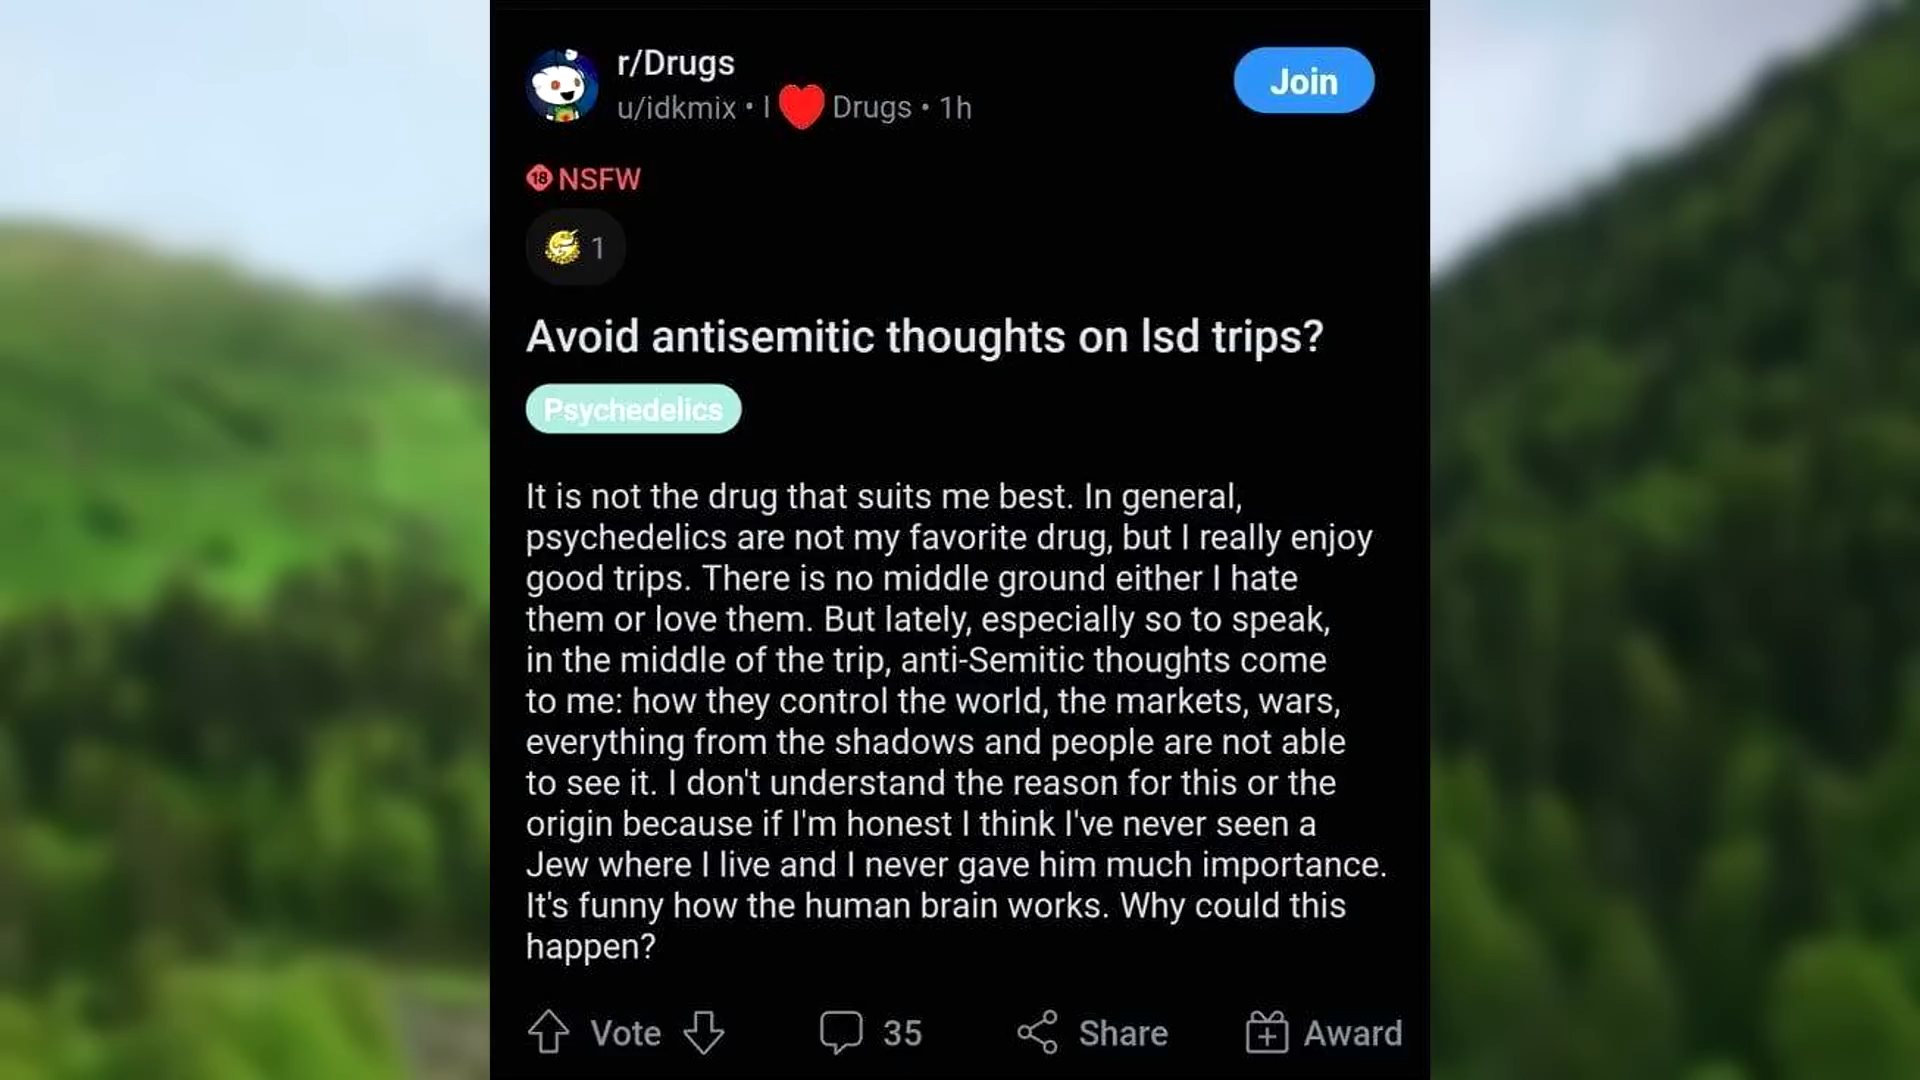 r/Drugs
u/idkmix • I ❤ Drugs • 1h
Join
18 NSFW
1
Avoid antisemitic thoughts on lsd trips?
Psychedelics
It is not the drug that suits me best. In general,
psychedelics are not my favorite drug, but I really enjoy
good trips. There is no middle ground either I hate
them or love them. But lately, especially so to speak,
in the middle of the trip, anti-Semitic thoughts come
to me: how they control the world, the markets, wars,
everything from the shadows and people are not able
to see it. I don't understand the reason for this or the
origin because if I'm honest I think I've never seen a
Jew where I live and I never gave him much importance.
It's funny how the human brain works. Why could this
happen?
Vote 35 Share Award